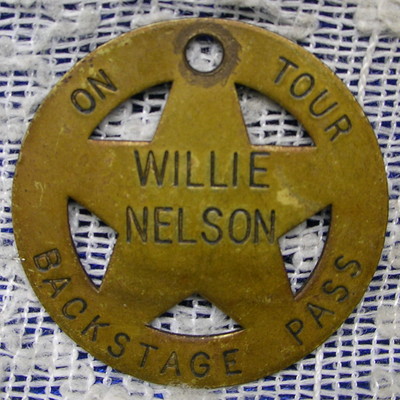 ON TOUR
WILLIE
NELSON
BACKSTAGE PASS